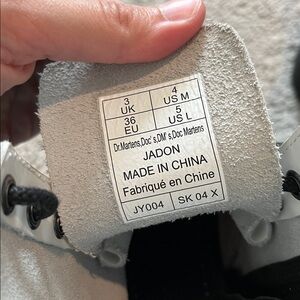 3 UK 4 US M
36 EU 5 US L
Dr.Martens,Doc' s,DM' s,Doc Martens
JADON
MADE IN CHINA
Fabriqué en Chine
JY004 SK 04 X